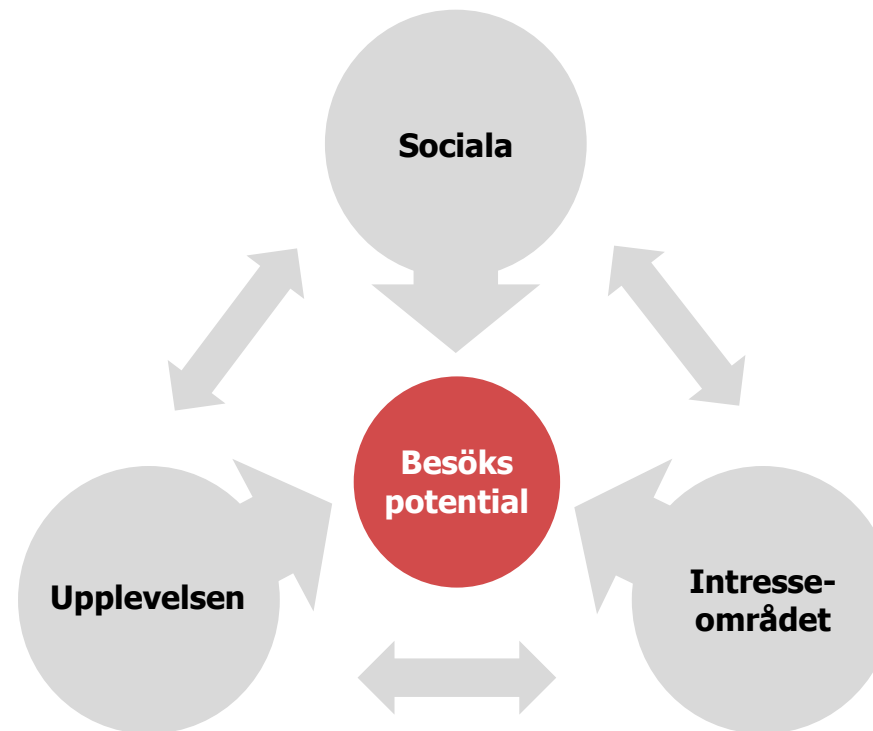 Sociala
Besöks
potential
Upplevelsen
Intresse-
området